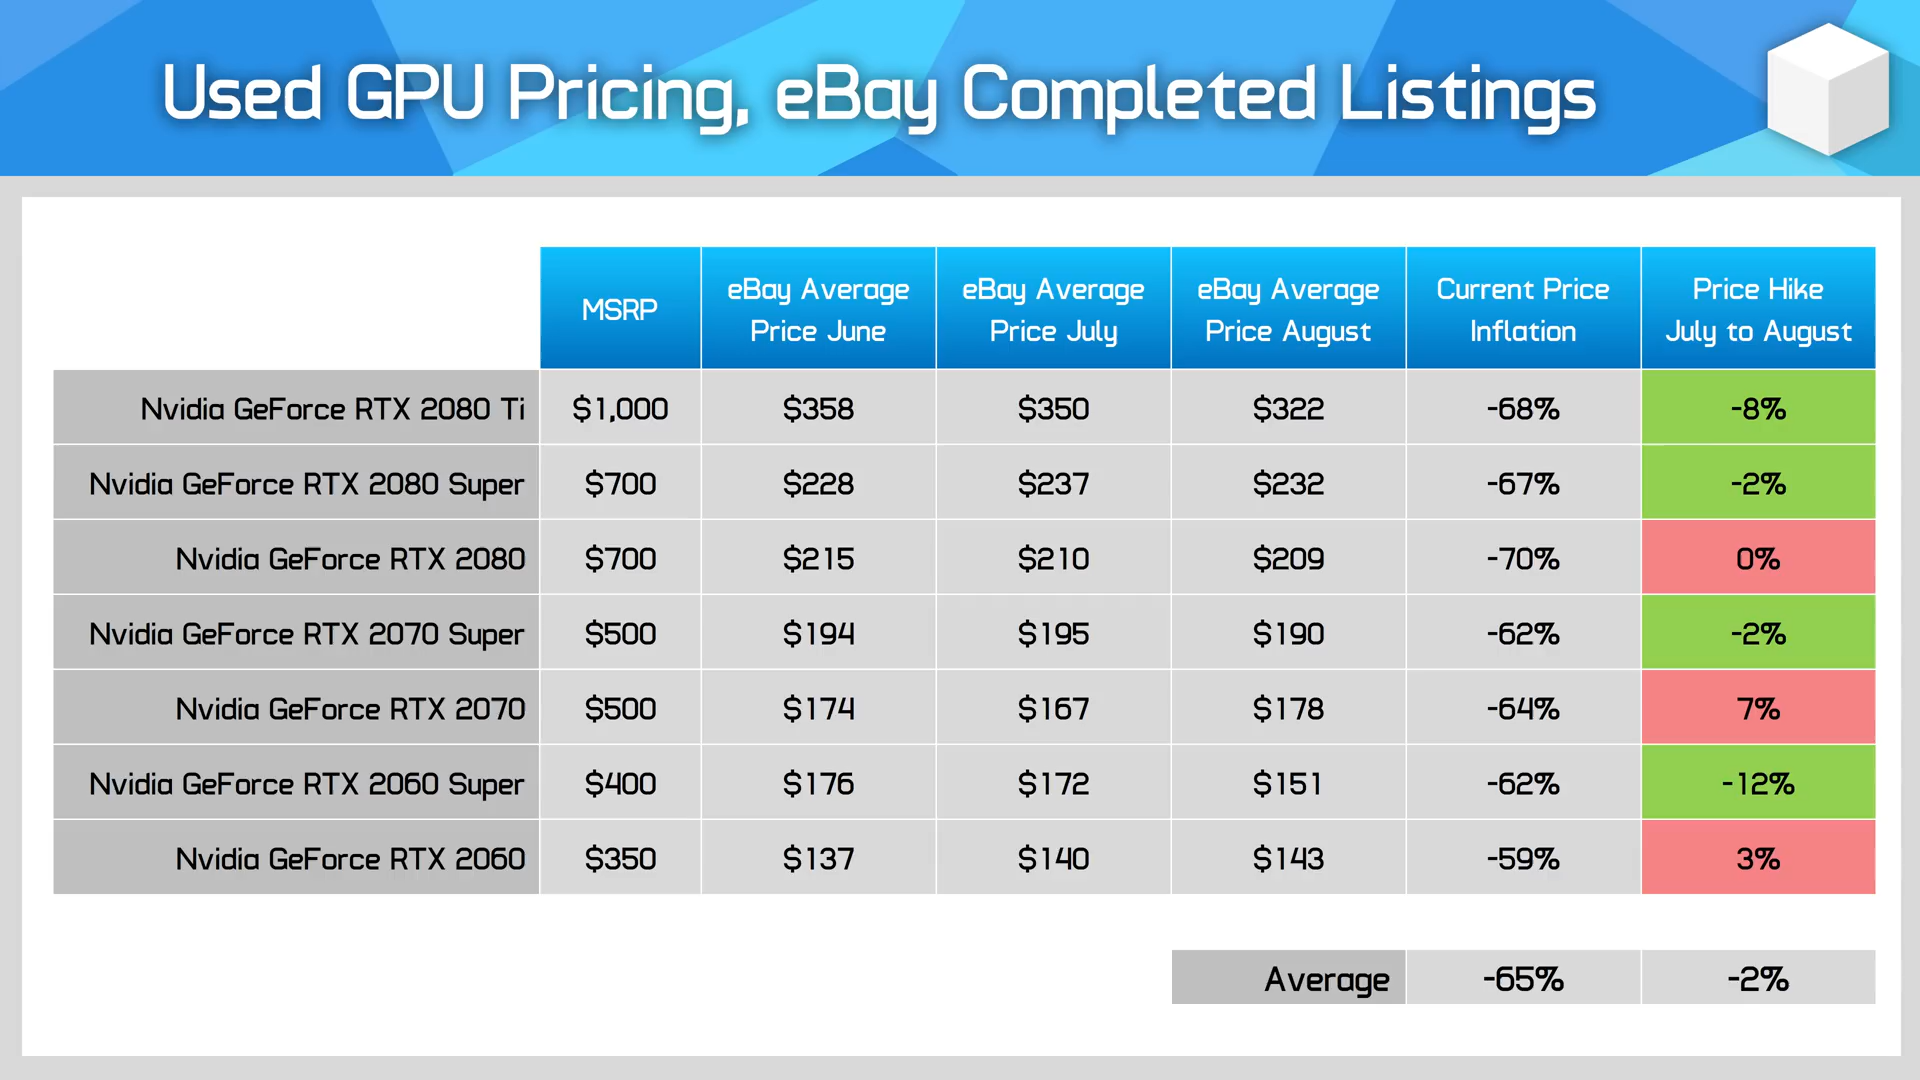 Used GPU Pricing, eBay Completed Listings
MSRP
eBay Average
Price June
eBay Average
Price July
eBay Average
Price August
Current Price
Inflation
Price Hike
July to August
Nvidia GeForce RTX 2080 Ti $1,000 $358 $350 $322 -68% -8%
Nvidia GeForce RTX 2080 Super $700 $228 $237 $232 -67% -2%
Nvidia GeForce RTX 2080 $700 $215 $210 $209 -70% 0%
Nvidia GeForce RTX 2070 Super $500 $194 $195 $190 -62% -2%
Nvidia GeForce RTX 2070 $500 $174 $167 $178 -64% 7%
Nvidia GeForce RTX 2060 Super $400 $176 $172 $151 -62% -12%
Nvidia GeForce RTX 2060 $350 $137 $140 $143 -59% 3%
Average -65% -2%